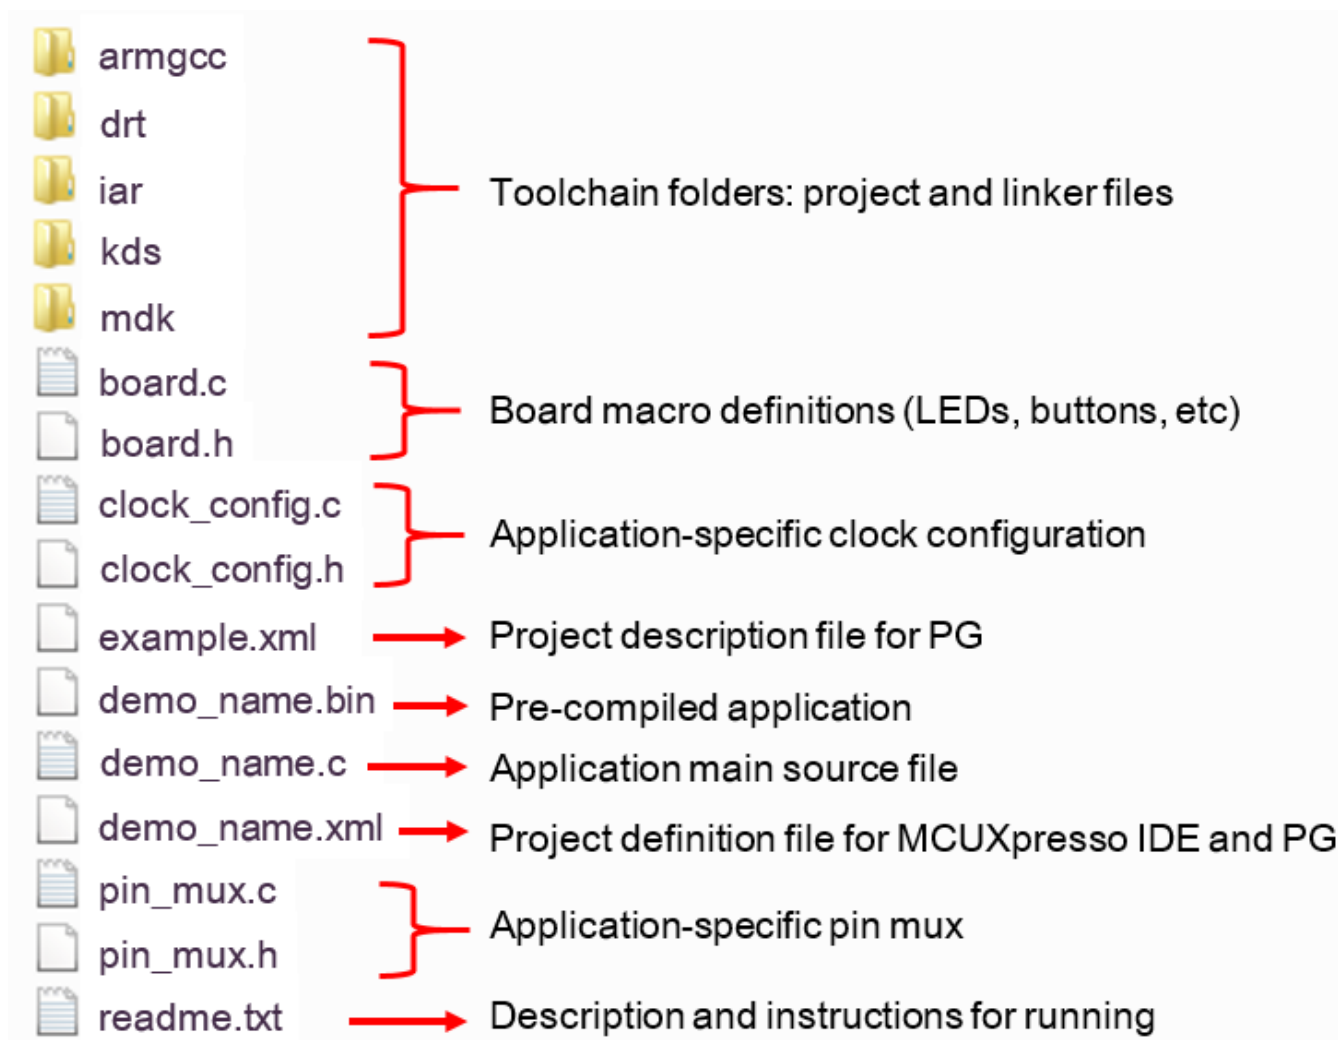 armgcc
drt
iar
Toolchain folders: project and linker files
kds
mdk
board.c
Board macro definitions (LEDs, buttons, etc)
board.h
clock_config.c
Application-specific clock configuration
clock_config.h
example.xml Project description file for PG
demo_name.bin Pre-compiled application
demo_name.c Application main source file
demo_name.xml Project definition file for MCUXpresso IDE and PG
pin_mux.c
Application-specific pin mux
pin_mux.h
readme.txt Description and instructions for running